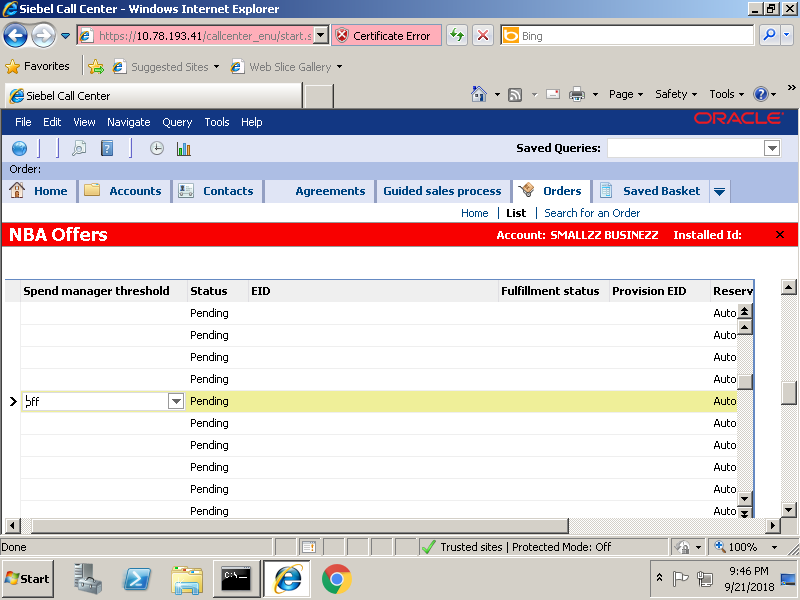 Siebel Call Center - Windows Internet Explorer
https://10.78.193.41/callcenter_enu/start.s
Certificate Error
Bing
Favorites
Suggested Sites
Web Slice Gallery
Siebel Call Center
Page
Safety
Tools
File Edit View Navigate Query Tools Help
ORACLE
Saved Queries:
Order:
Home
Accounts
Contacts
Agreements
Guided sales process
Orders
Saved Basket
Home | List | Search for an Order
NBA Offers
Account: SMALLZZ BUSINEZZ Installed Id:
Spend manager threshold Status EID Fulfillment status Provision EID Reserv
Pending Auto
Pending Auto
Pending Auto
Pending Auto
Off Pending Auto
Pending Auto
Pending Auto
Pending Auto
Pending Auto
Pending Auto
Done
Trusted sites | Protected Mode: Off
100%
Start
9:46 PM
9/21/2018